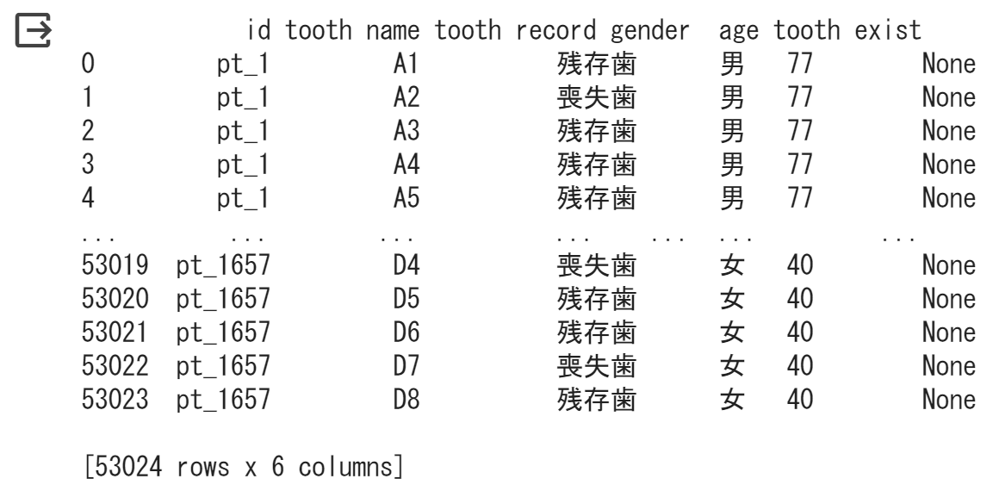 id tooth name tooth record gender age tooth exist
0 pt_1 A1 残存歯 男 77 None
1 pt_1 A2 喪失歯 男 77 None
2 pt_1 A3 残存歯 男 77 None
3 pt_1 A4 残存歯 男 77 None
4 pt_1 A5 残存歯 男 77 None
... ... ... ... ... ... ...
53019 pt_1657 D4 喪失歯 女 40 None
53020 pt_1657 D5 残存歯 女 40 None
53021 pt_1657 D6 残存歯 女 40 None
53022 pt_1657 D7 喪失歯 女 40 None
53023 pt_1657 D8 残存歯 女 40 None
[53024 rows x 6 columns]